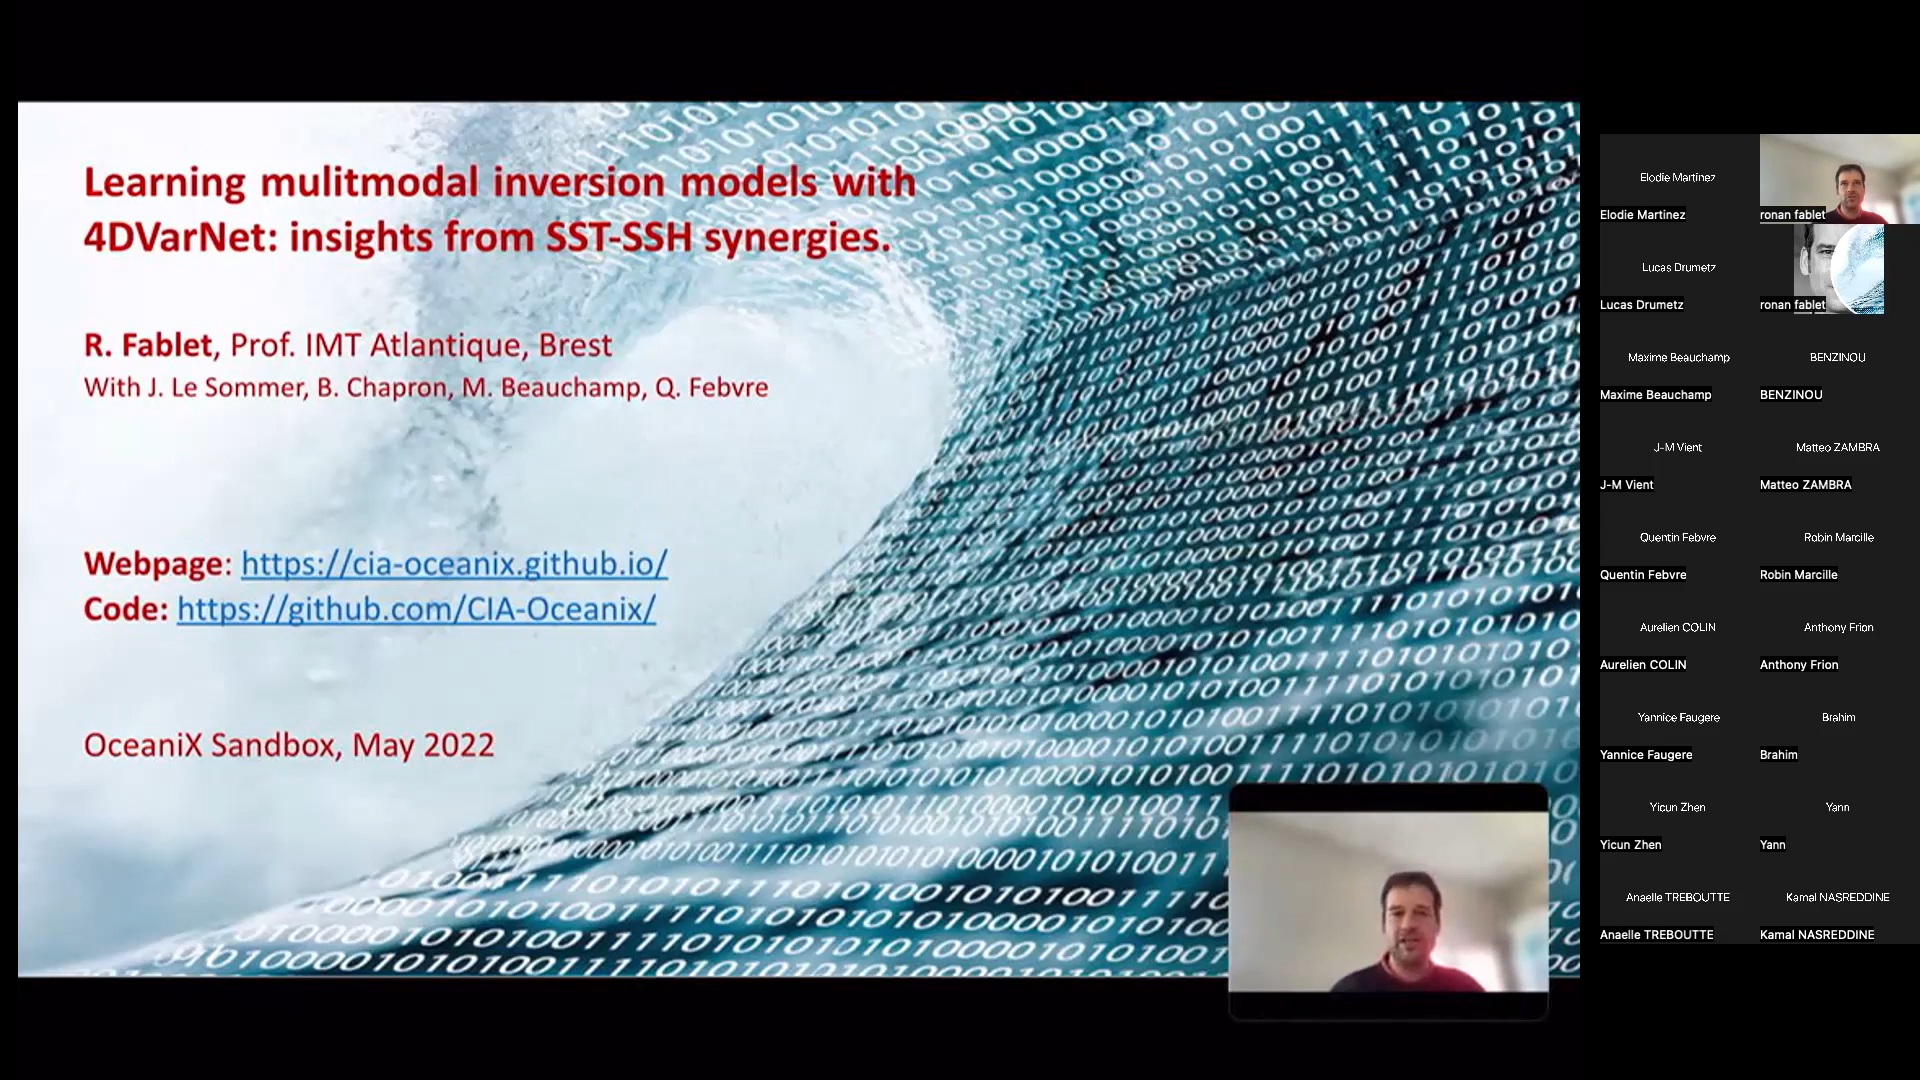 Learning mulitmodal inversion models with
4DVarNet: insights from SST-SSH synergies.
R. Fablet, Prof. IMT Atlantique, Brest
With J. Le Sommer, B. Chapron, M. Beauchamp, Q. Febvre
Webpage: https://cia-oceanix.github.io/
Code: https://github.com/CIA-Oceanix/
OceaniX Sandbox, May 2022
Elodie Martinez
Elodie Martinez
ronan fablet
Lucas Drumetz
Lucas Drumetz
ronan fablet
Maxime Beauchamp
BENZINOU
Maxime Beauchamp
BENZINOU
J-M Vient
Matteo ZAMBRA
J-M Vient
Matteo ZAMBRA
Quentin Febvre
Robin Marcille
Quentin Febvre
Robin Marcille
Aurelien COLIN
Anthony Frion
Aurelien COLIN
Anthony Frion
Yannice Faugere
Brahim
Yannice Faugere
Brahim
Yicun Zhen
Yann
Yicun Zhen
Yann
Anaelle TREBOUTTE
Kamal NASREDDINE
Anaelle TREBOUTTE
Kamal NASREDDINE